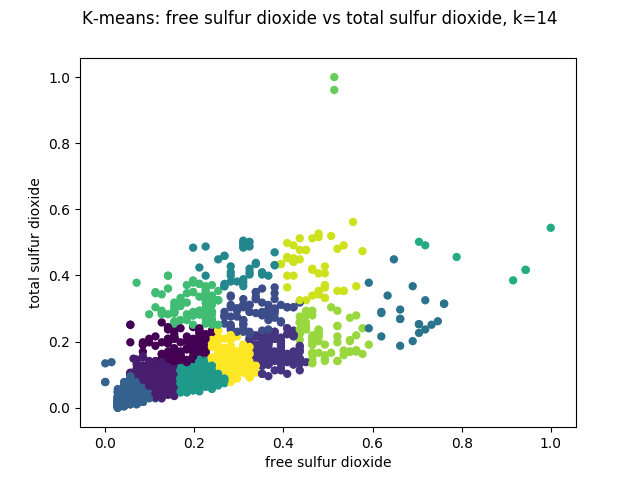 K-means: free sulfur dioxide vs total sulfur dioxide, k=14
1.0
0.8
0.6
0.4
0.2
0.0
total sulfur dioxide
0.0 0.2 0.4 0.6 0.8 1.0
free sulfur dioxide